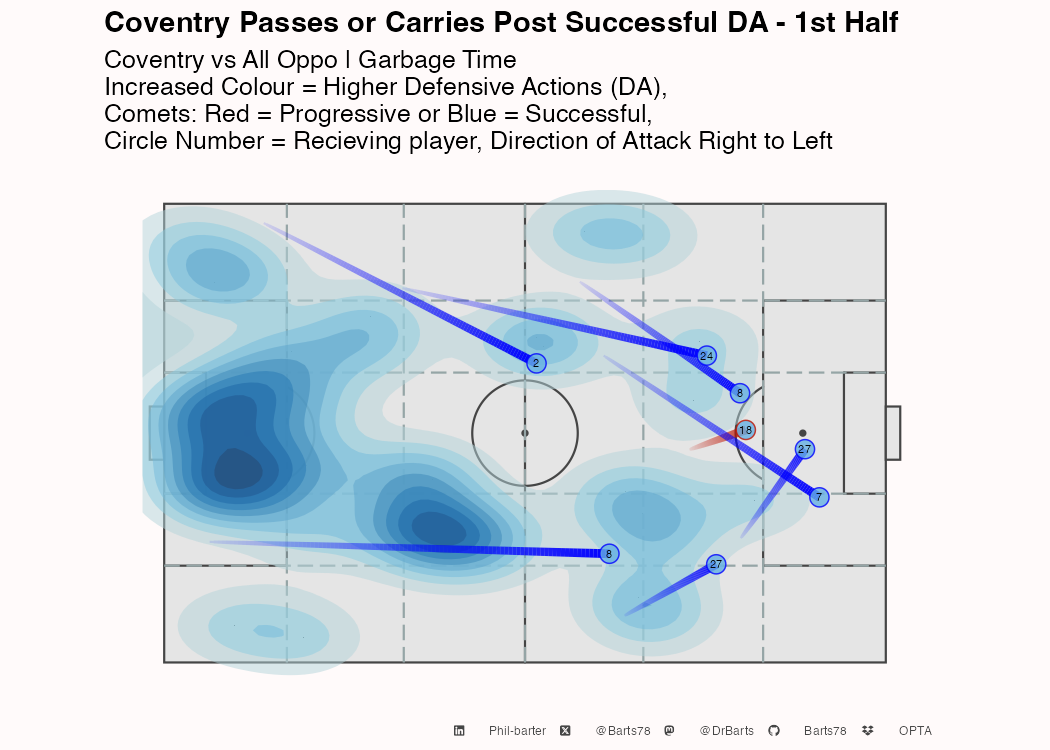 Coventry Passes or Carries Post Successful DA - 1st Half
Coventry vs All Oppo | Garbage Time
Increased Colour = Higher Defensive Actions (DA),
Comets: Red = Progressive or Blue = Successful,
Circle Number = Recieving player, Direction of Attack Right to Left
2
24
8
18
27
7
8
27
Phil-barter @Barts78 @DrBarts Barts78 OPTA